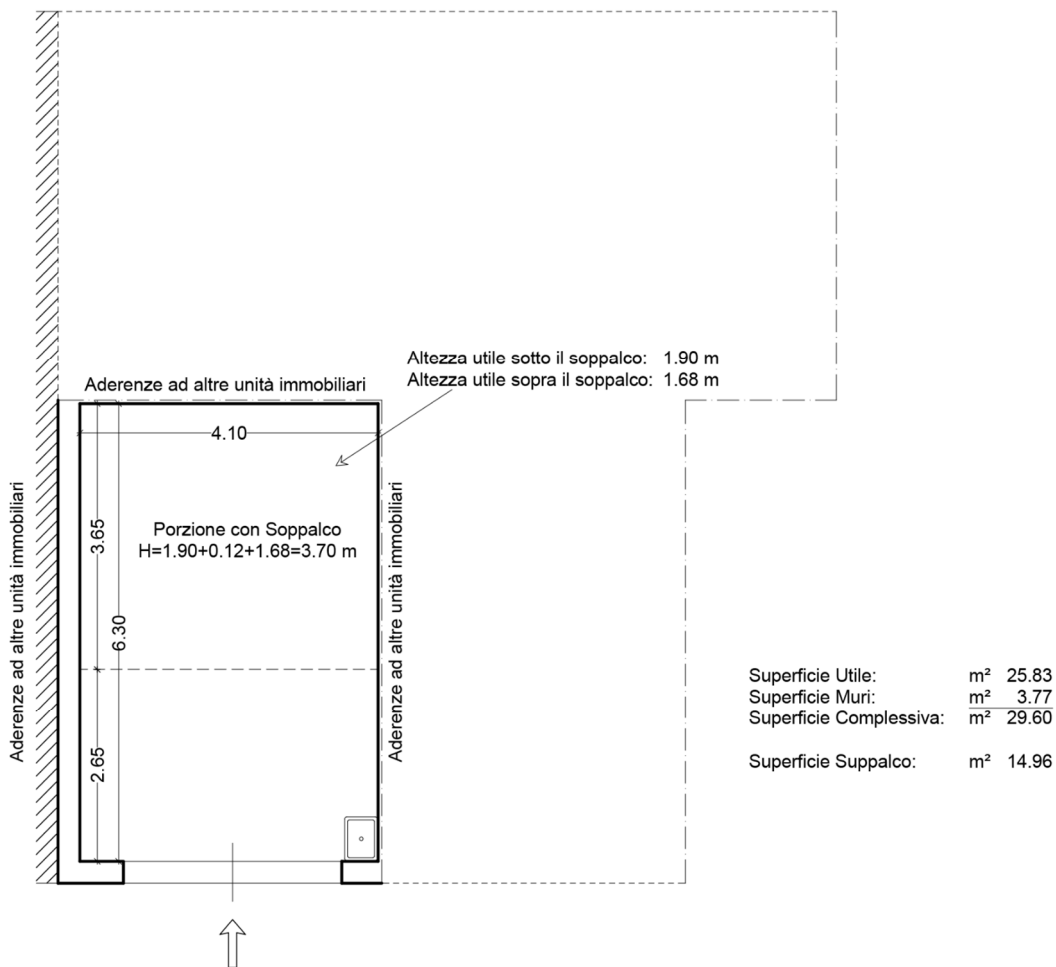 Altezza utile sotto il soppalco: 1.90 m
Altezza utile sopra il soppalco: 1.68 m
Aderenze ad altre unità immobiliari
4.10
Aderenze ad altre unità immobiliari
3.65
6.30
2.65
Porzione con Soppalco
H=1.90+0.12+1.68=3.70 m
Aderenze ad altre unità immobiliari
Superficie Utile: m² 25.83
Superficie Muri: m² 3.77
Superficie Complessiva: m² 29.60
Superficie Suppalco: m² 14.96